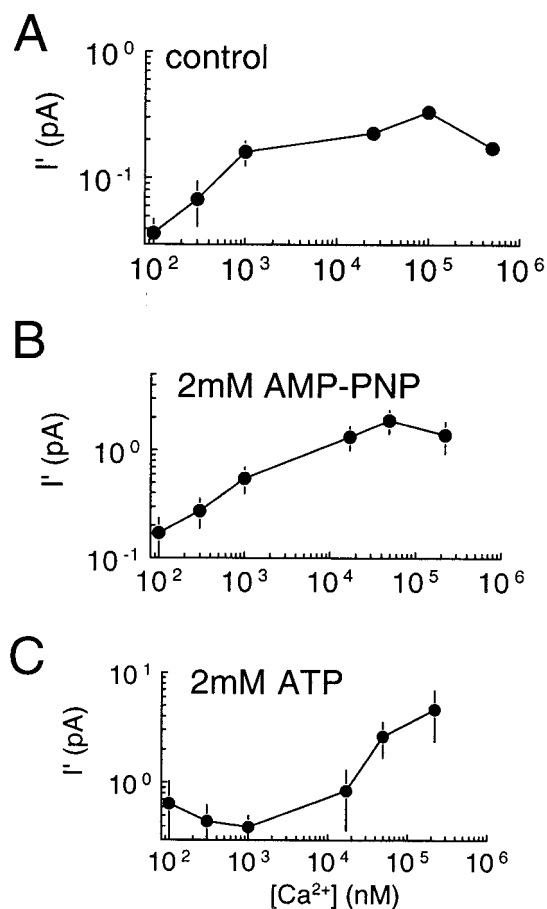 A
control
10⁰
10⁻¹
I' (pA)
10² 10³ 10⁴ 10⁵ 10⁶
B
2mM AMP-PNP
10⁰
10⁻¹
I' (pA)
10² 10³ 10⁴ 10⁵ 10⁶
C
2mM ATP
10¹
10⁰
I' (pA)
10² 10³ 10⁴ 10⁵ 10⁶
[Ca²⁺] (nM)